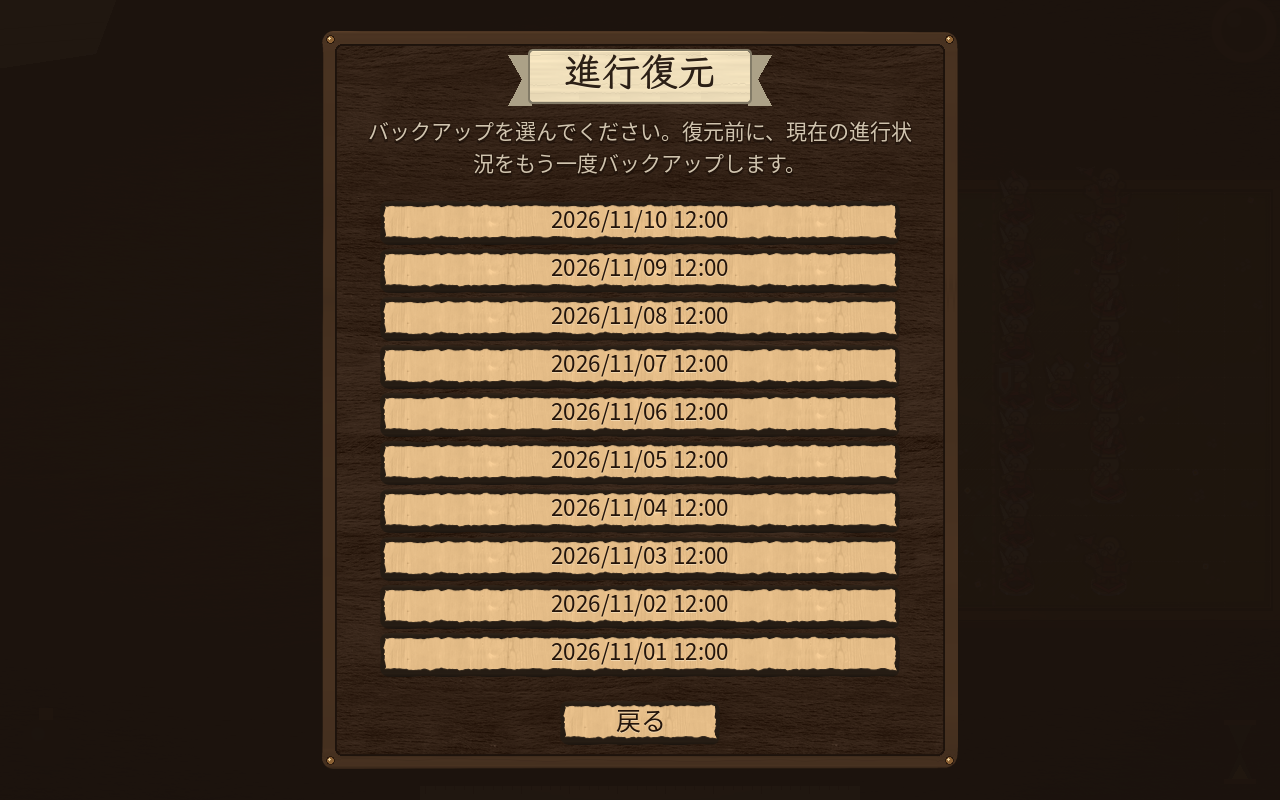 進行復元
バックアップを選んでください。復元前に、現在の進行状
況をもう一度バックアップします。
2026/11/10 12:00
2026/11/09 12:00
2026/11/08 12:00
2026/11/07 12:00
2026/11/06 12:00
2026/11/05 12:00
2026/11/04 12:00
2026/11/03 12:00
2026/11/02 12:00
2026/11/01 12:00
戻る